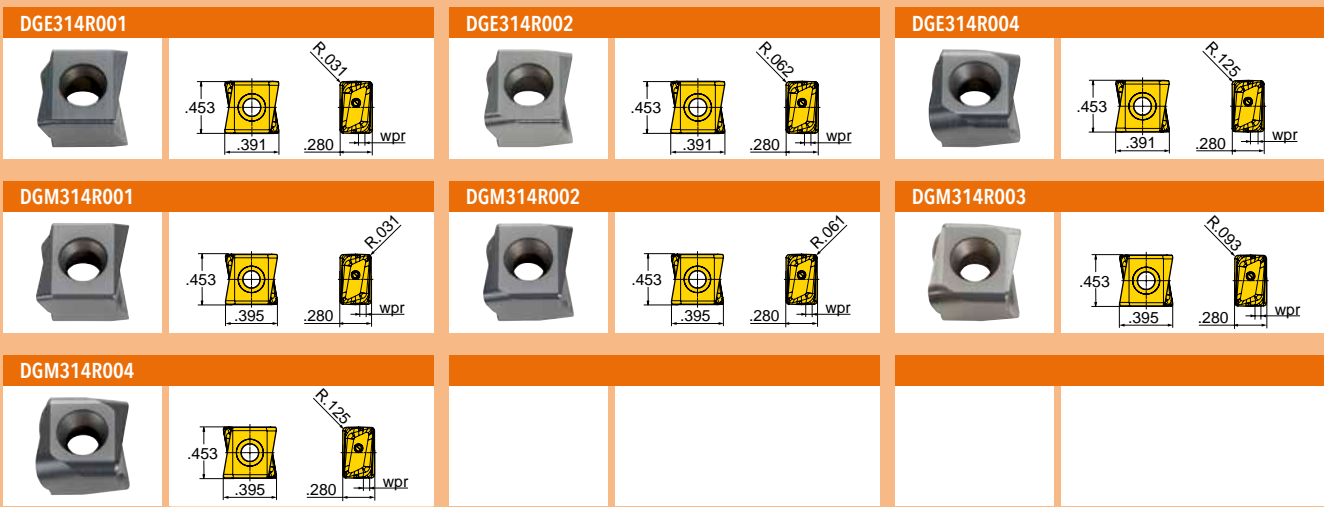 DGE314R001
R.031
.453
.391
.280
wpr
DGE314R002
R.062
.453
.391
.280
wpr
DGE314R004
R.125
.453
.391
.280
wpr
DGM314R001
R.031
.453
.395
.280
wpr
DGM314R002
R.061
.453
.395
.280
wpr
DGM314R003
R.093
.453
.395
.280
wpr
DGM314R004
R.125
.453
.395
.280
wpr